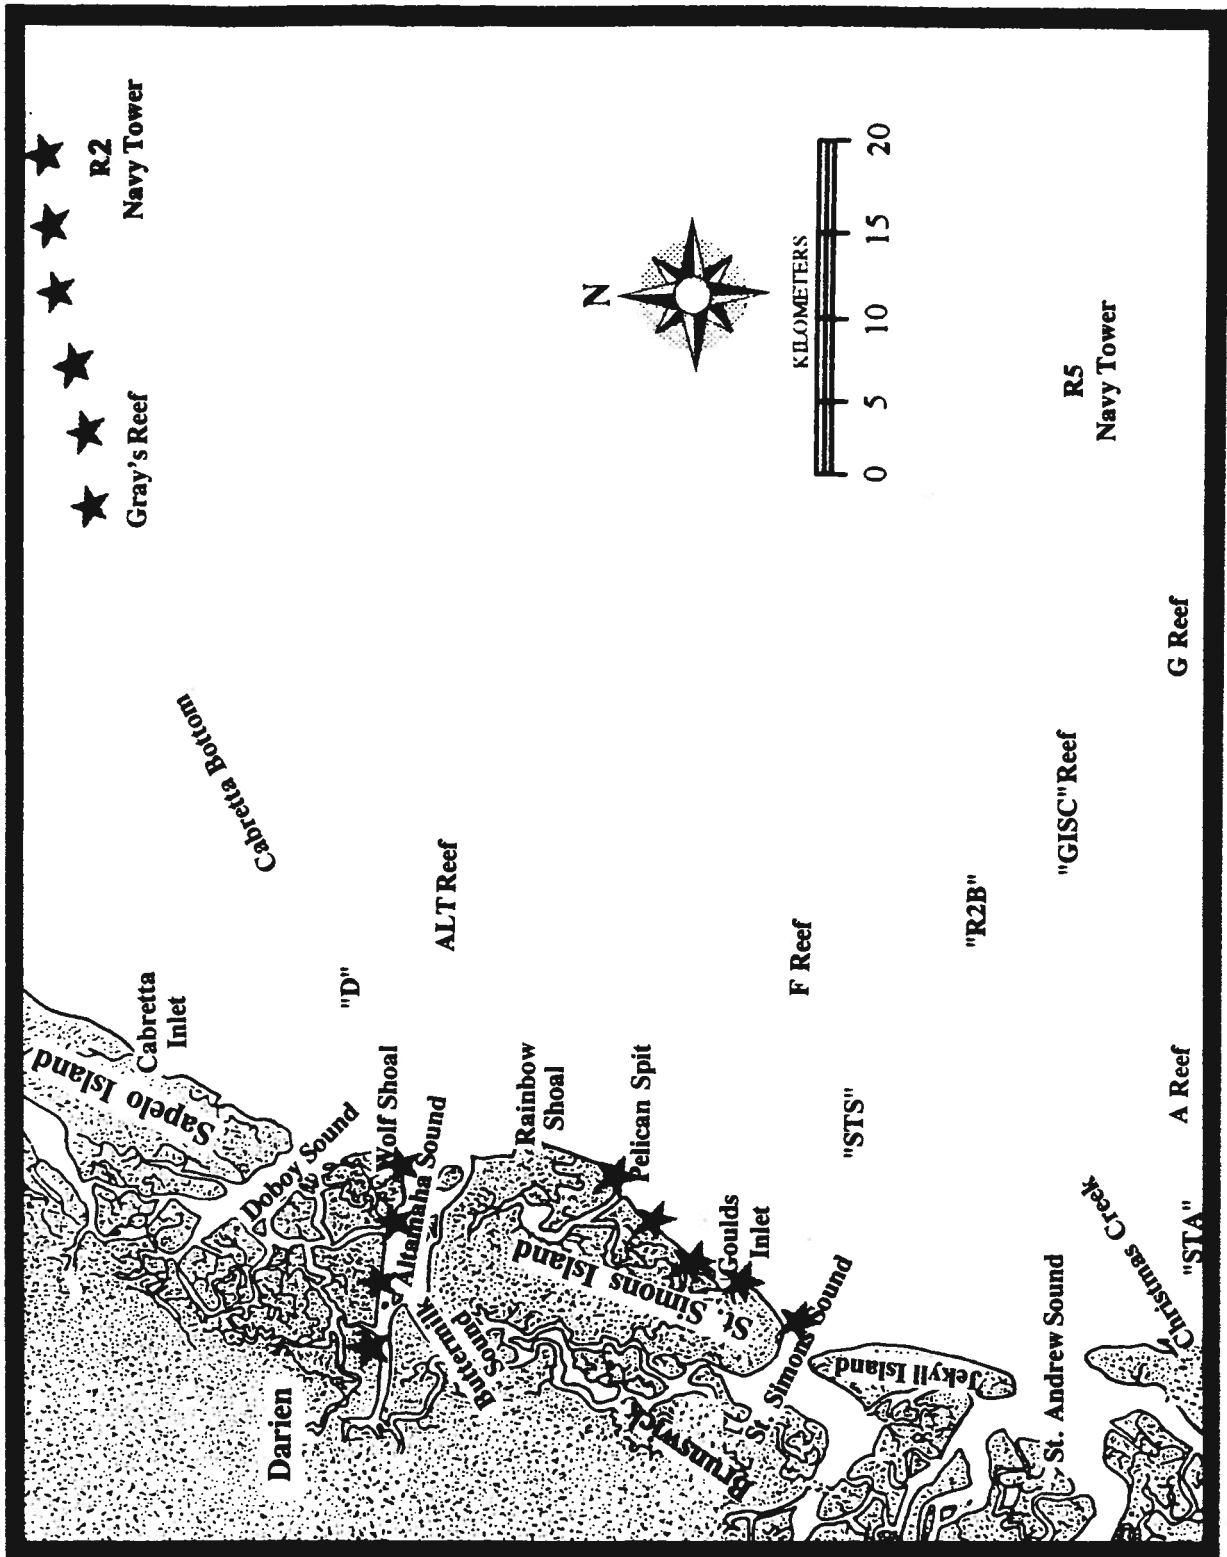 R2
Navy Tower
Gray's Reef
Cabretta Bottom
Cabretta
Inlet
Sapelo Island
"D"
ALT Reef
Doboy Sound
Wolf Shoal
Altamaha Sound
Darien
Buttermilk
Sound
Rainbow
Shoal
Pelican Spit
St. Simons Island
Goulds
Inlet
Brunswick
St. Simons Sound
N
KILOMETERS
0 5 10 15 20
F Reef
"STS"
Jekyll Island
"R2B"
R5
Navy Tower
"GISC" Reef
St. Andrew Sound
Christmas Creek
G Reef
A Reef
"STA"